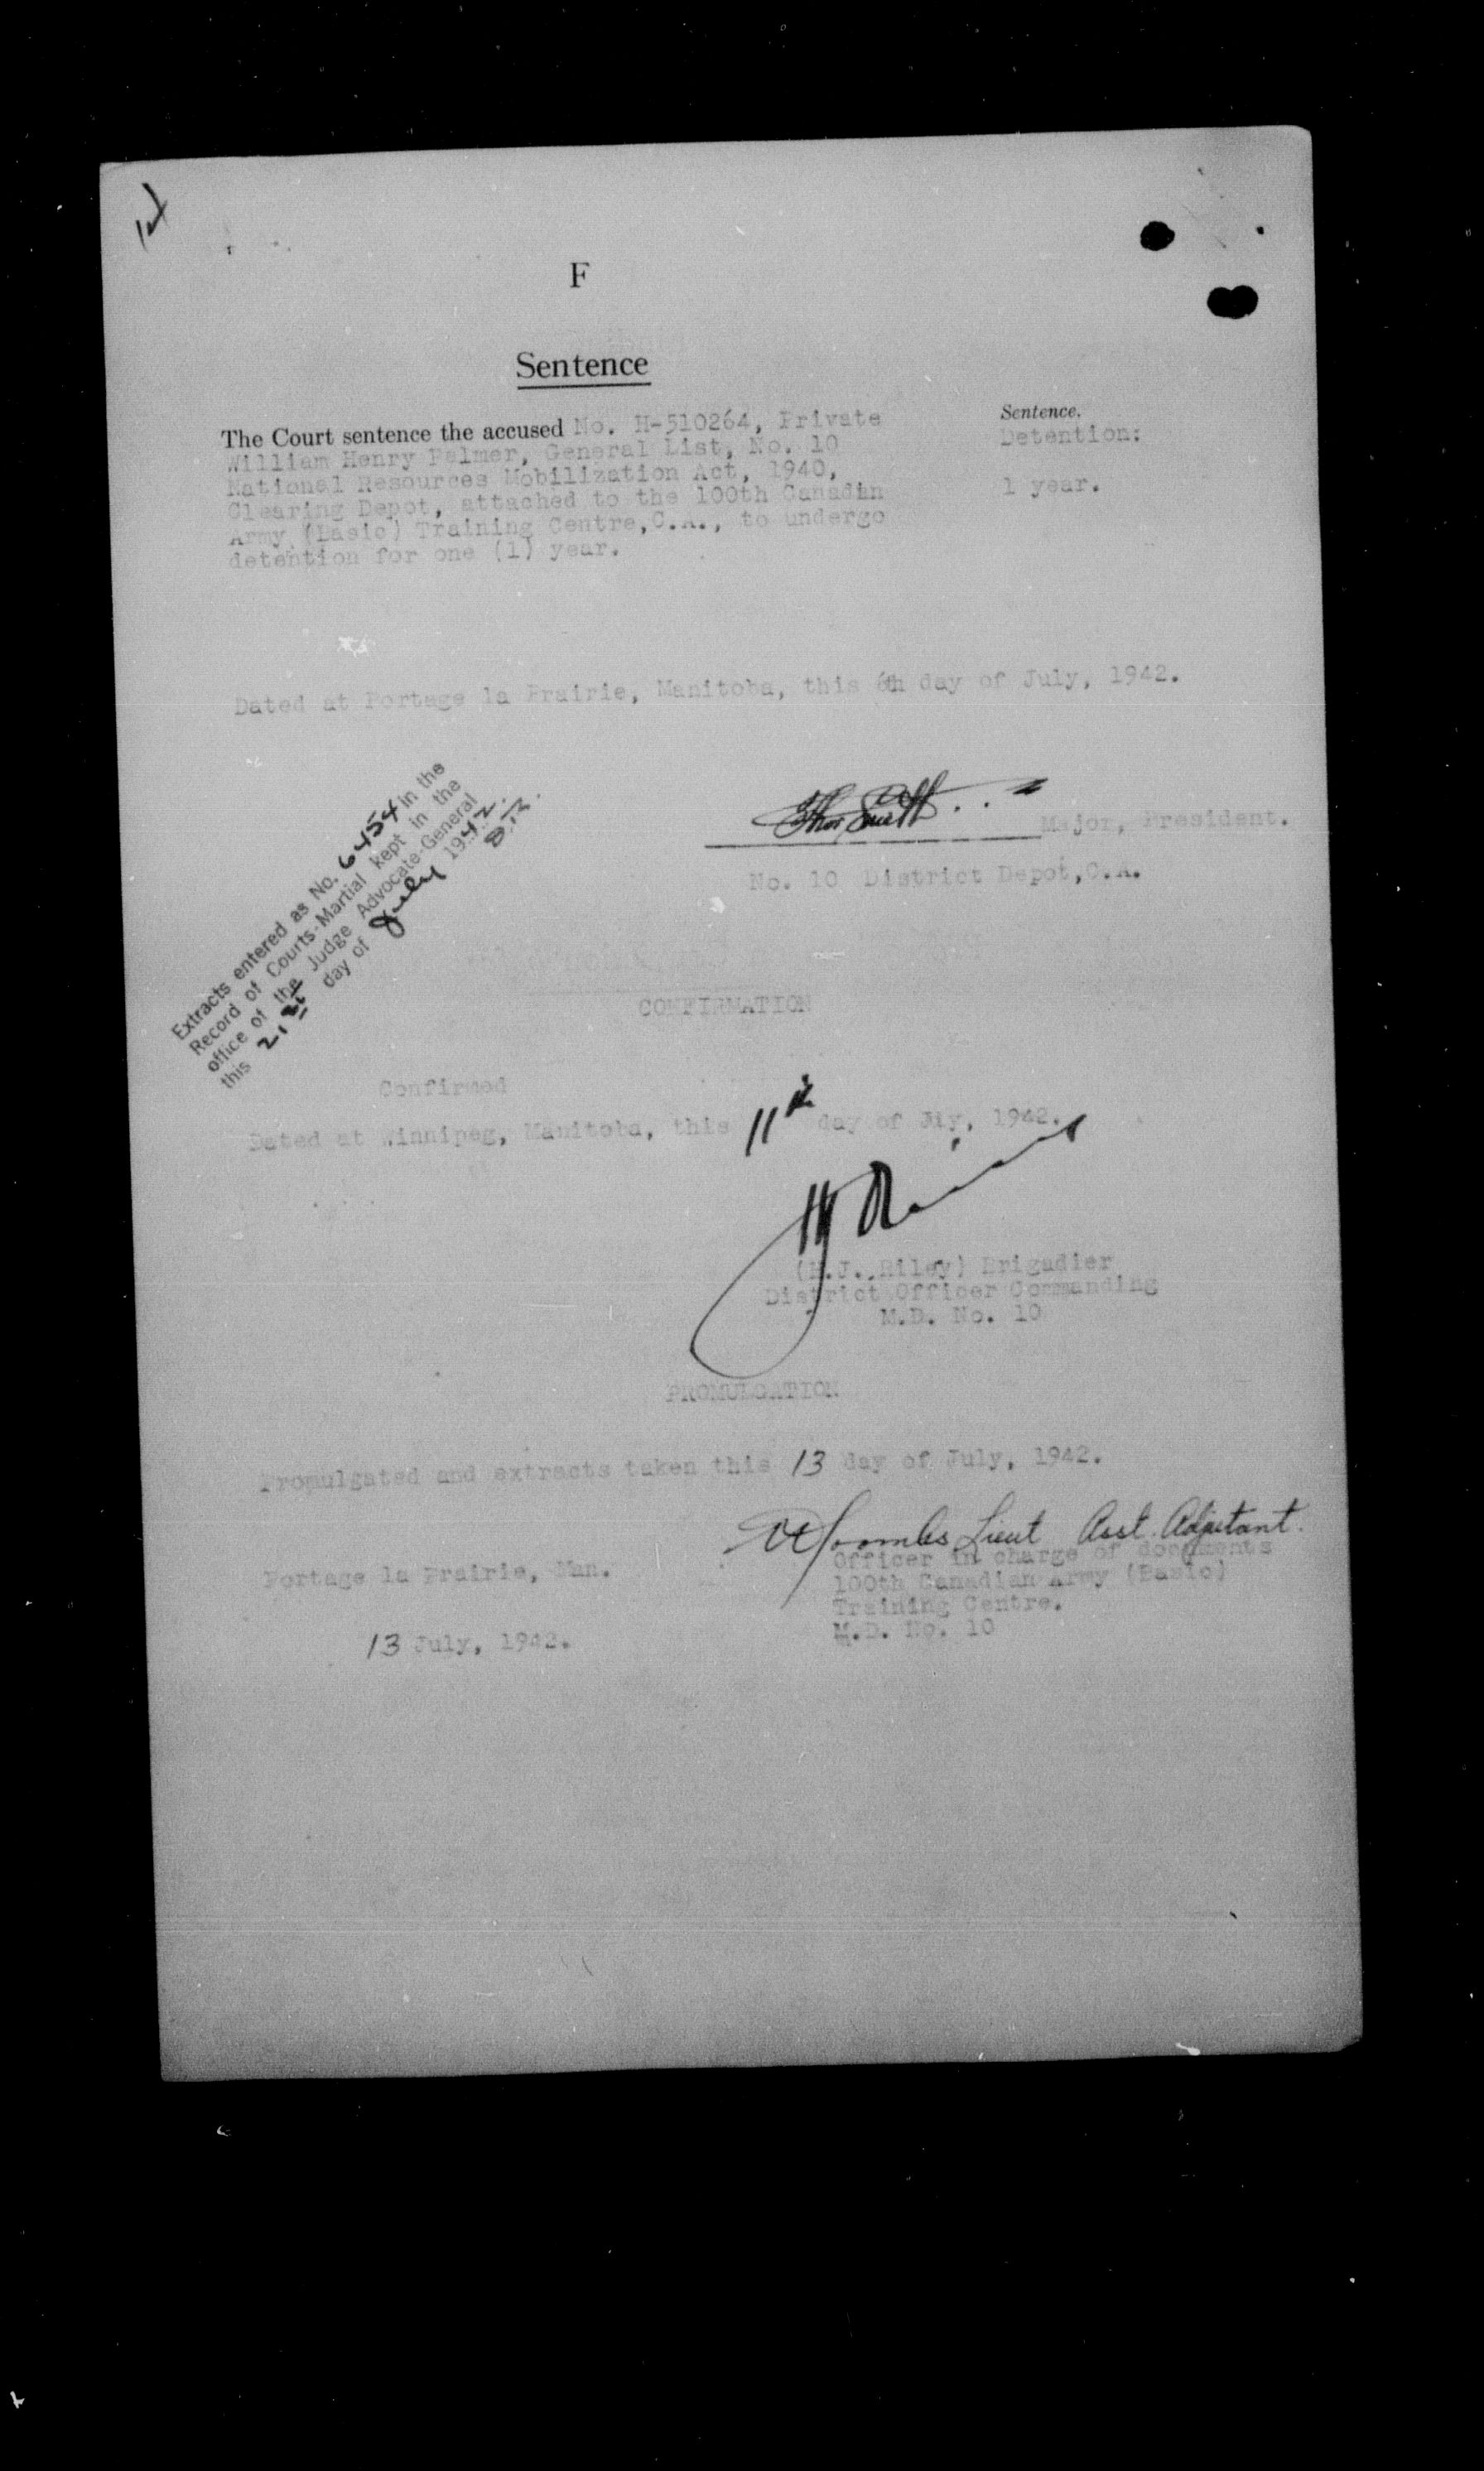 F
Sentence
The Court sentence the accused No. H-510264, Private
William Henry Palmer, General List, No. 10
National Resources Mobilization Act, 1940,
Clearing Depot, attached to the 100th Canadian
Army (Basic) Training Centre, C.A., to undergo
detention for one (1) year.
Sentence.
Detention:
1 year.
Dated at Portage la Prairie, Manitoba, this 6th day of July, 1942.
Major, President.
No. 10 District Depot, C.A.
Extracts entered as No. 6454 in the
Record of Courts-Martial kept in the
office of the Judge Advocate-General
this 21st day of July 1942.
CONFIRMATION
Confirmed
Dated at Winnipeg, Manitoba, this 11th day of Jly, 1942.
(H.J. Riley) Brigadier
District Officer Commanding
M.D. No. 10
PROMULGATION
Promulgated and extracts taken this 13 day of July, 1942.
Coombs Lieut Asst. Adjutant.
Officer in charge of documents
100th Canadian Army (Basic)
Training Centre.
M.D. No. 10
Portage la Prairie, Man.
13 July, 1942.